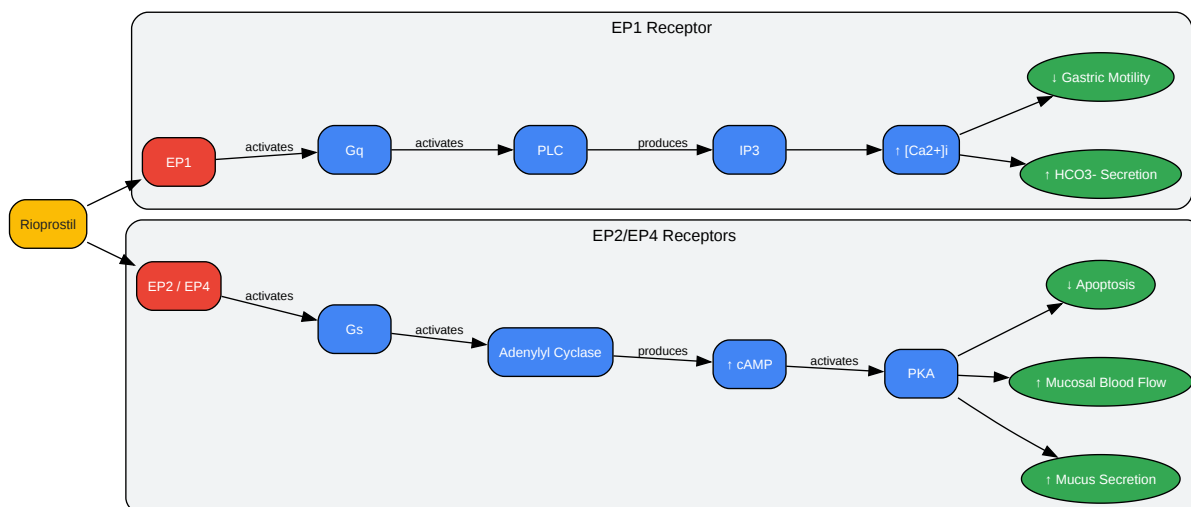 EP1 Receptor
Rioprostil
EP1
activates
Gq
activates
PLC
produces
IP3
↑ [Ca2+]i
↓ Gastric Motility
↑ HCO3- Secretion
EP2/EP4 Receptors
EP2 / EP4
activates
Gs
activates
Adenylyl Cyclase
produces
↑ cAMP
activates
PKA
↓ Apoptosis
↑ Mucosal Blood Flow
↑ Mucus Secretion